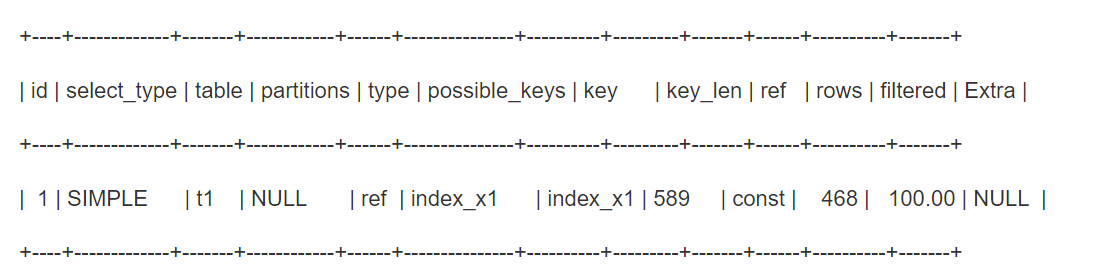 +----+-------------+-------+------------+------+---------------+----------+---------+-------+------+----------+-------+
| id | select_type | table | partitions | type | possible_keys | key | key_len | ref | rows | filtered | Extra |
+----+-------------+-------+------------+------+---------------+----------+---------+-------+------+----------+-------+
| 1 | SIMPLE | t1 | NULL | ref | index_x1 | index_x1 | 589 | const | 468 | 100.00 | NULL |
+----+-------------+-------+------------+------+---------------+----------+---------+-------+------+----------+-------+